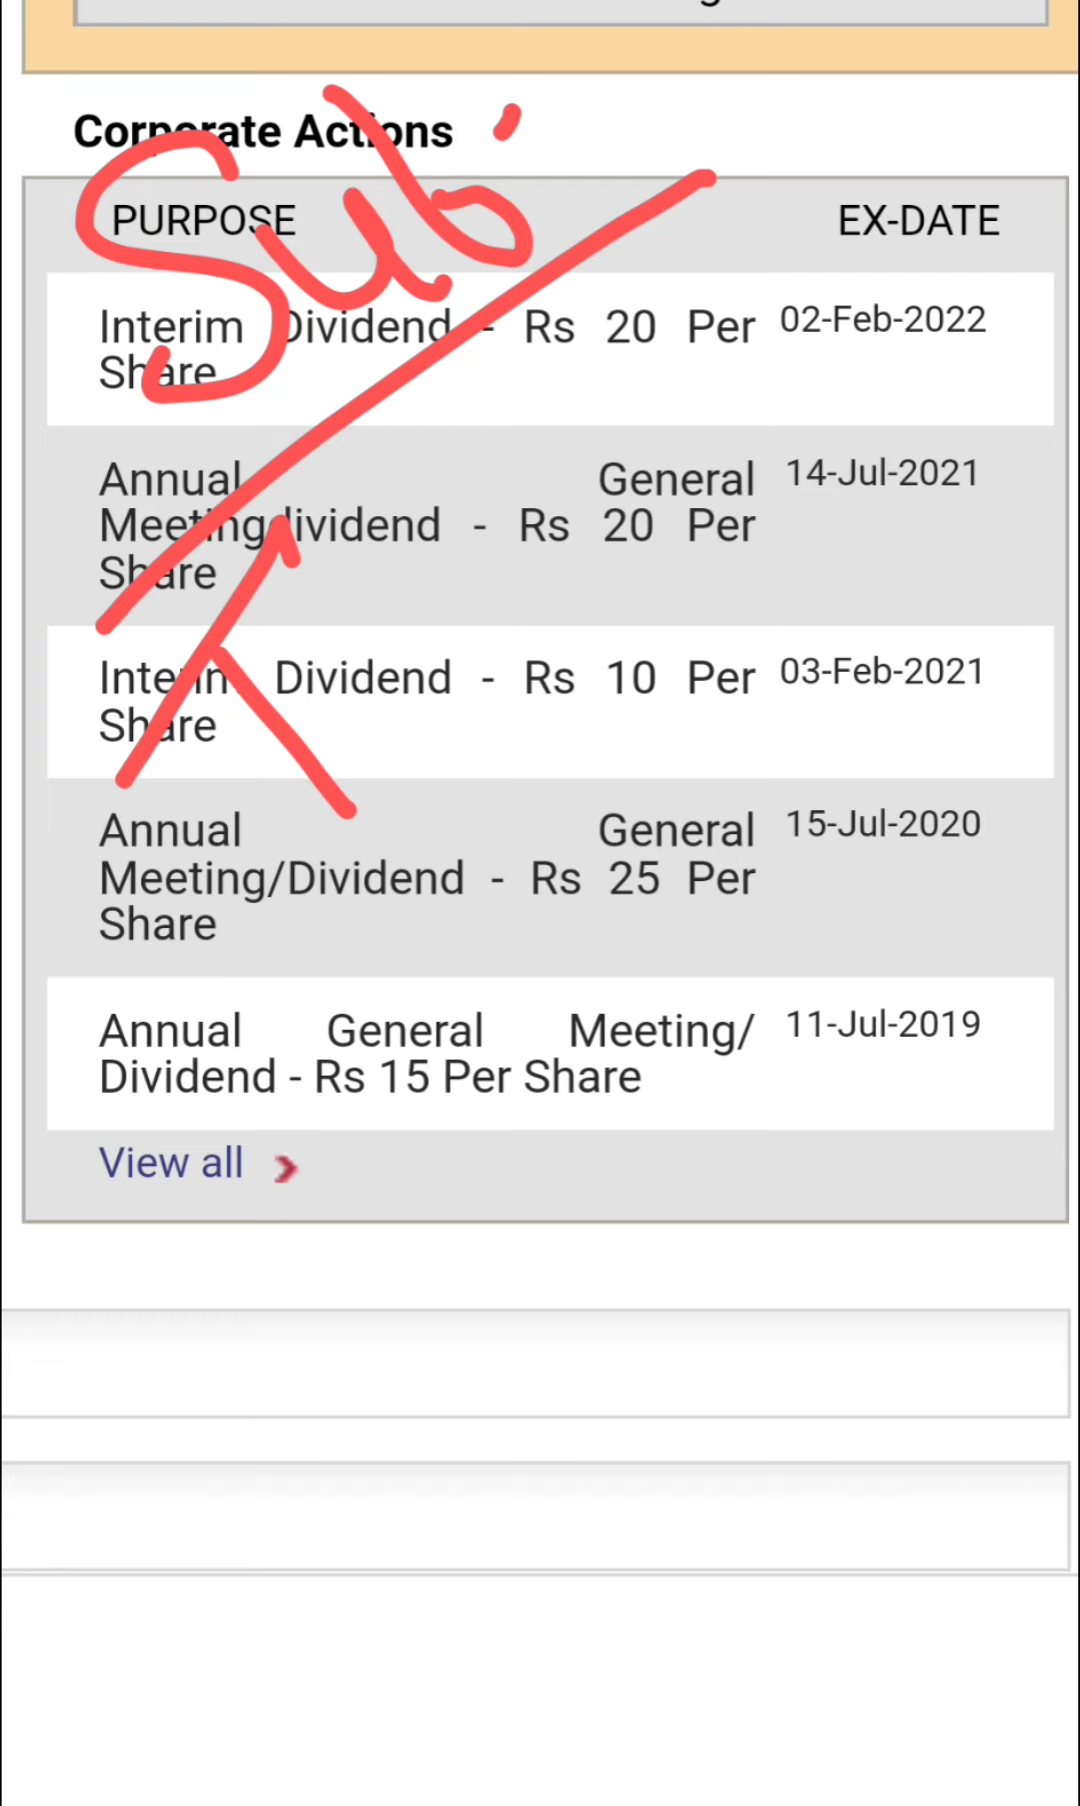 Corporate Actions
Sub'
PURPOSE EX-DATE
Interim Dividend - Rs 20 Per 02-Feb-2022
Share
Annual General 14-Jul-2021
Meetingdividend - Rs 20 Per
Share
Interim Dividend - Rs 10 Per 03-Feb-2021
Share
Annual General 15-Jul-2020
Meeting/Dividend - Rs 25 Per
Share
Annual General Meeting/ 11-Jul-2019
Dividend - Rs 15 Per Share
View all